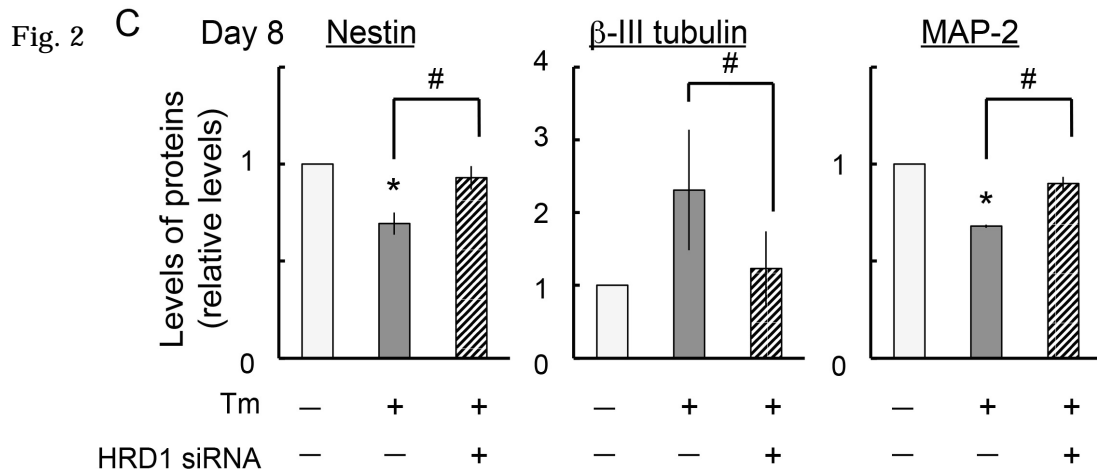 Fig. 2 C Day 8 Nestin β-III tubulin MAP-2
Levels of proteins
(relative levels)
1
0
*
#
4
3
2
1
0
#
1
0
*
#
Tm — + + — + + — + +
HRD1 siRNA — — + — — + — — +